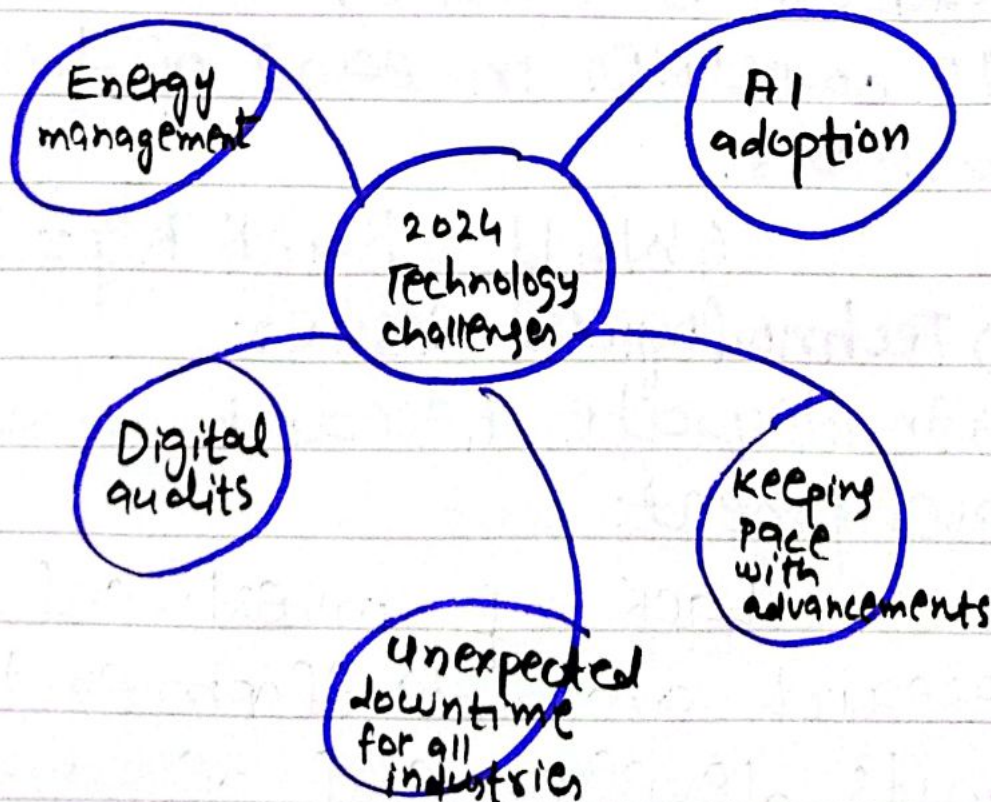 Energy
management
AI
adoption
2024
Technology
challenges
Digital
audits
Keeping
pace
with
advancements
Unexpected
downtime
for all
industries